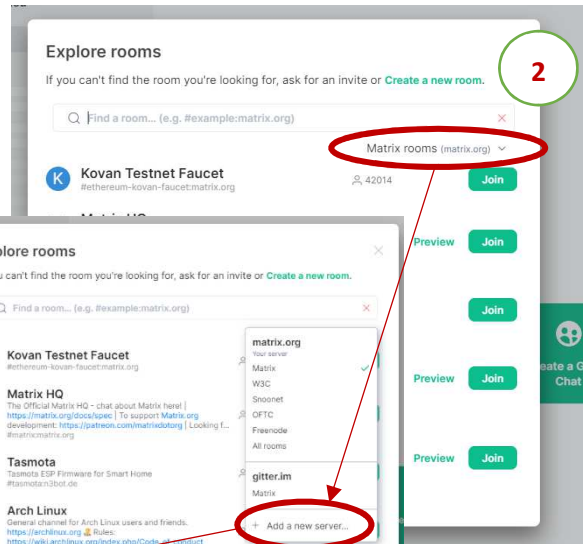 Explore rooms
If you can't find the room you're looking for, ask for an invite or Create a new room.
2
Find a room... (e.g. #example:matrix.org)
Matrix rooms (matrix.org)
Kovan Testnet Faucet
#ethereum-kovan-faucet:matrix.org
42014
Join
Preview Join
Join
Preview Join
Preview Join
Chat
plore rooms
u can't find the room you're looking for, ask for an invite or Create a new room.
Find a room... (e.g. #example:matrix.org)
Kovan Testnet Faucet
#ethereum-kovan-faucet:matrix.org
Matrix HQ
The Official Matrix HQ - chat about Matrix here! |
https://matrix.org/docs/spec | To support Matrix.org
development: https://patreon.com/matrixdotorg | Looking f...
#matrix:matrix.org
Tasmota
Tasmota ESP Firmware for Smart Home
#tasmota:n3bot.de
Arch Linux
General channel for Arch Linux users and friends.
https://archlinux.org Rules:
https://wiki.archlinux.org/index.php/Code_of_conduct
matrix.org
Your server
Matrix
W3C
Snoonet
OFTC
Freenode
All rooms
gitter.im
Matrix
+ Add a new server...